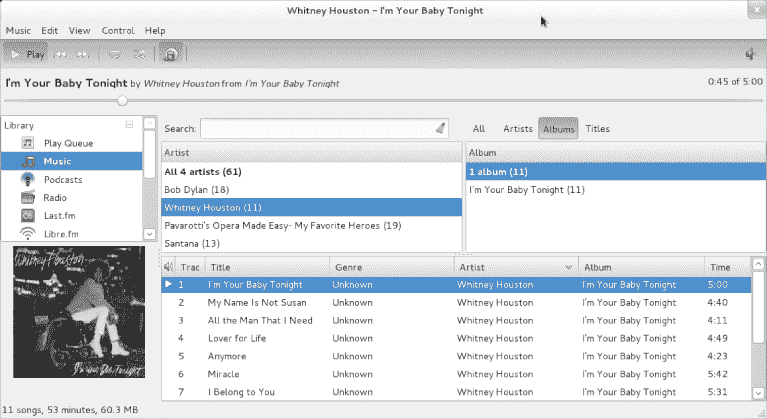 Whitney Houston - I'm Your Baby Tonight
Music Edit View Control Help
Play
I'm Your Baby Tonight by Whitney Houston from I'm Your Baby Tonight 0:45 of 5:00
Library
Play Queue
Music
Podcasts
Radio
Last.fm
Libre.fm
Whitney Houston
I'm Your Baby Tonight
Search: All Artists Albums Titles
Artist
All 4 artists (61)
Bob Dylan (18)
Whitney Houston (11)
Pavarotti's Opera Made Easy- My Favorite Heroes (19)
Santana (13)
Album
1 album (11)
I'm Your Baby Tonight (11)
Trac Title Genre Artist Album Time
1 I'm Your Baby Tonight Unknown Whitney Houston I'm Your Baby Tonight 5:00
2 My Name Is Not Susan Unknown Whitney Houston I'm Your Baby Tonight 4:40
3 All the Man That I Need Unknown Whitney Houston I'm Your Baby Tonight 4:11
4 Lover for Life Unknown Whitney Houston I'm Your Baby Tonight 4:49
5 Anymore Unknown Whitney Houston I'm Your Baby Tonight 4:23
6 Miracle Unknown Whitney Houston I'm Your Baby Tonight 5:42
7 I Belong to You Unknown Whitney Houston I'm Your Baby Tonight 5:31
11 songs, 53 minutes, 60.3 MB